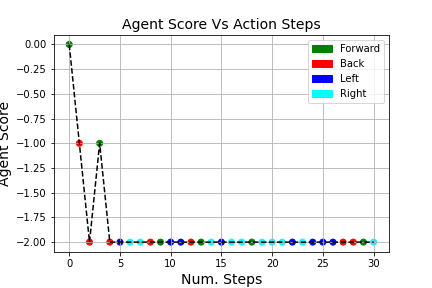 Agent Score Vs Action Steps
0.00
-0.25
-0.50
-0.75
-1.00
-1.25
-1.50
-1.75
-2.00
Agent Score
Forward
Back
Left
Right
0 5 10 15 20 25 30
Num. Steps